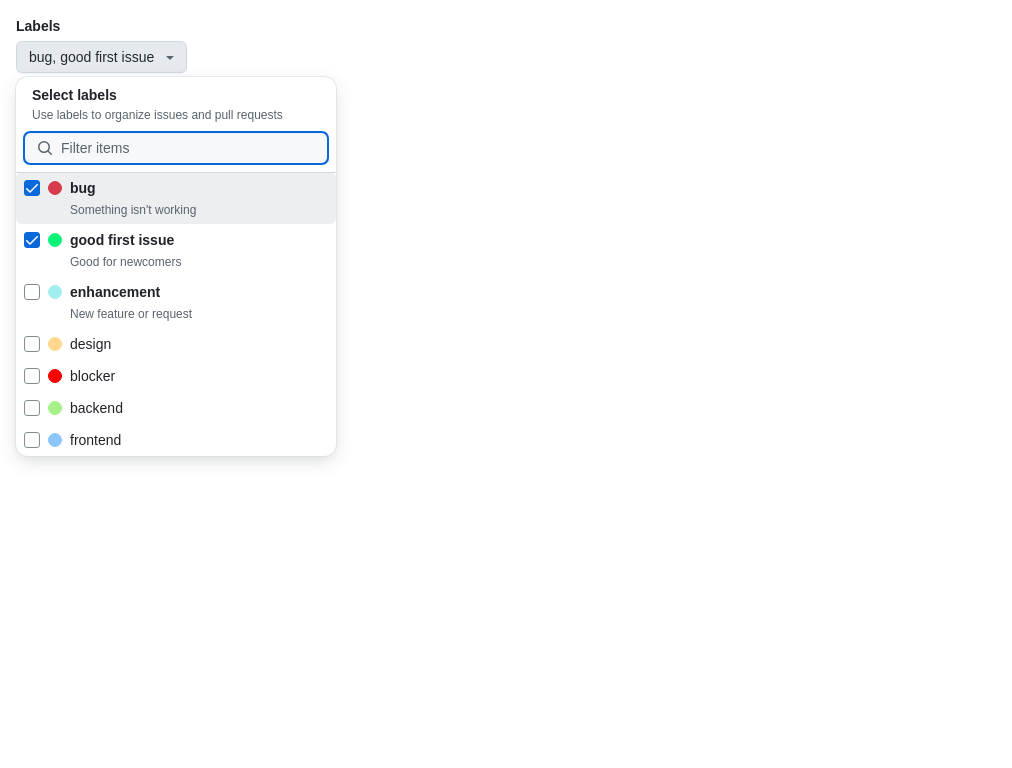 Labels
bug, good first issue
Select labels
Use labels to organize issues and pull requests
Filter items
bug
Something isn't working
good first issue
Good for newcomers
enhancement
New feature or request
design
blocker
backend
frontend